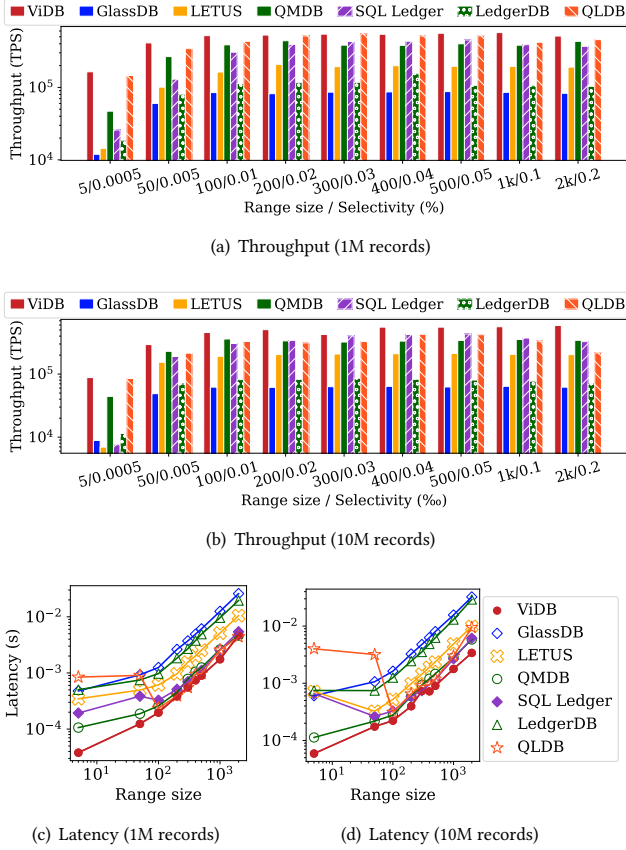 ViDB GlassDB LETUS QMDB SQL Ledger LedgerDB QLDB
Throughput (TPS)
10^5
10^4
5/0.0005 50/0.005 100/0.01 200/0.02 300/0.03 400/0.04 500/0.05 1k/0.1 2k/0.2
Range size / Selectivity (%)
(a) Throughput (1M records)
ViDB GlassDB LETUS QMDB SQL Ledger LedgerDB QLDB
Throughput (TPS)
10^5
10^4
5/0.0005 50/0.005 100/0.01 200/0.02 300/0.03 400/0.04 500/0.05 1k/0.1 2k/0.2
Range size / Selectivity (‰)
(b) Throughput (10M records)
Latency (s)
10^-2
10^-3
10^-4
10^1 10^2 10^3
Range size
(c) Latency (1M records)
10^-2
10^-3
10^-4
10^1 10^2 10^3
Range size
(d) Latency (10M records)
ViDB
GlassDB
LETUS
QMDB
SQL Ledger
LedgerDB
QLDB